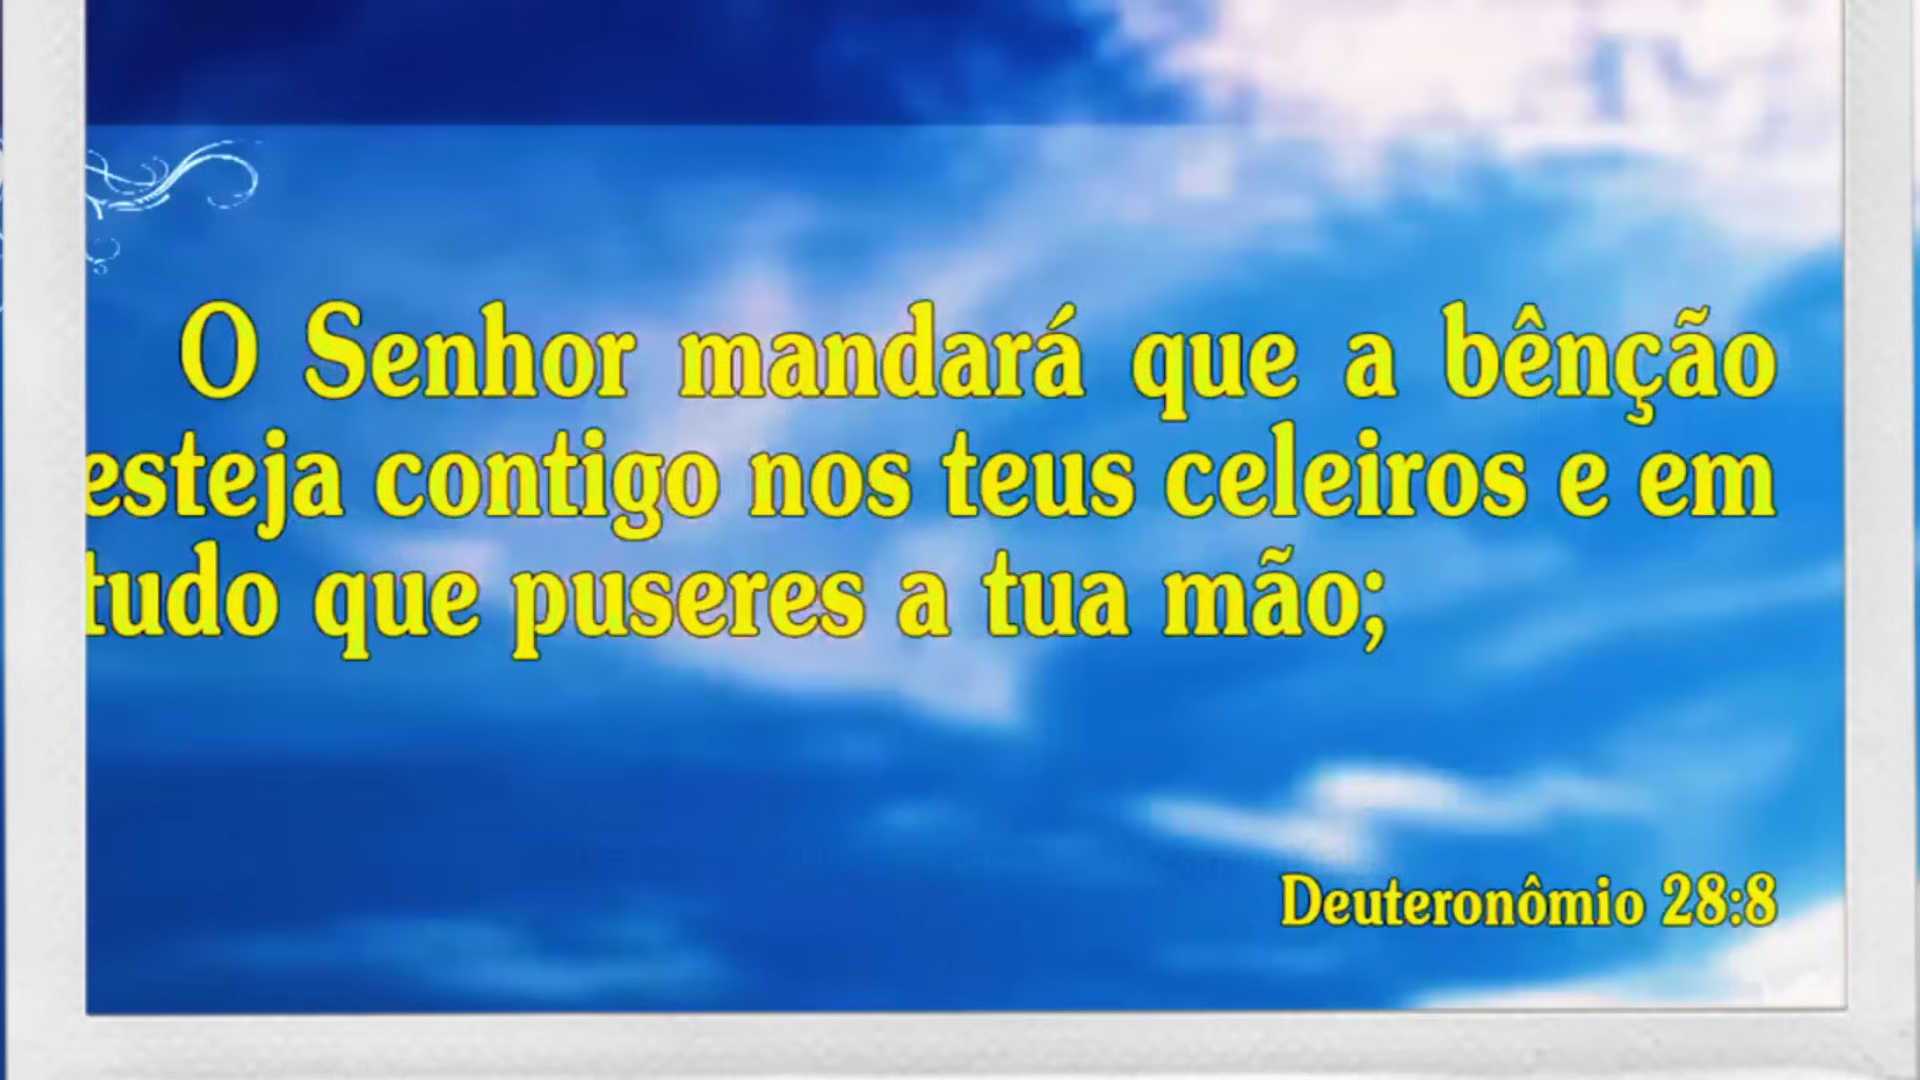 O Senhor mandará que a bênção
esteja contigo nos teus celeiros e em
tudo que puseres a tua mão;
Deuteronômio 28:8